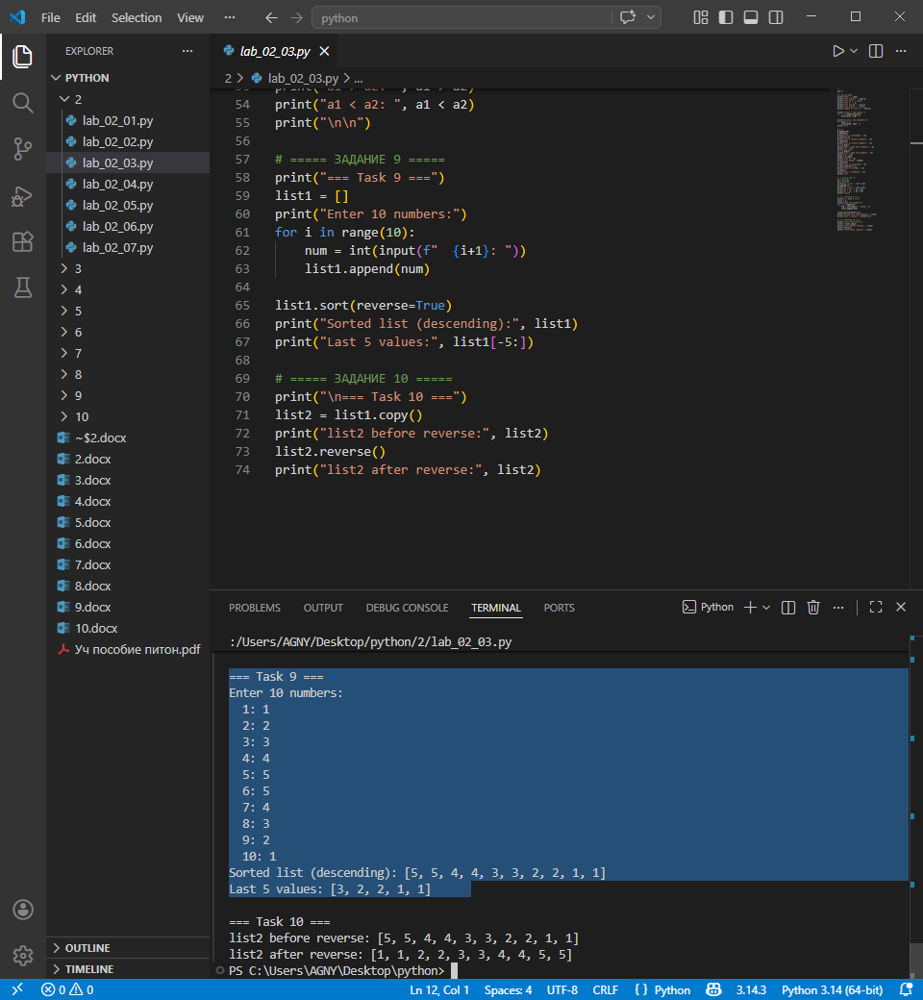 File Edit Selection View ··· python
EXPLORER ···
PYTHON
2
lab_02_01.py
lab_02_02.py
lab_02_03.py
lab_02_04.py
lab_02_05.py
lab_02_06.py
lab_02_07.py
3
4
5
6
7
8
9
10
~$2.docx
2.docx
3.docx
4.docx
5.docx
6.docx
7.docx
8.docx
9.docx
10.docx
Уч пособие питон.pdf
OUTLINE
TIMELINE
lab_02_03.py
2 > lab_02_03.py > ...
53 print("a1 > a2: ", a1 > a2)
54 print("a1 < a2: ", a1 < a2)
55 print("\n\n")
56
57 # ===== ЗАДАНИЕ 9 =====
58 print("=== Task 9 ===")
59 list1 = []
60 print("Enter 10 numbers:")
61 for i in range(10):
62     num = int(input(f"  {i+1}: "))
63     list1.append(num)
64
65 list1.sort(reverse=True)
66 print("Sorted list (descending):", list1)
67 print("Last 5 values:", list1[-5:])
68
69 # ===== ЗАДАНИЕ 10 =====
70 print("\n=== Task 10 ===")
71 list2 = list1.copy()
72 print("list2 before reverse:", list2)
73 list2.reverse()
74 print("list2 after reverse:", list2)
PROBLEMS OUTPUT DEBUG CONSOLE TERMINAL PORTS Python
:/Users/AGNY/Desktop/python/2/lab_02_03.py
=== Task 9 ===
Enter 10 numbers:
  1: 1
  2: 2
  3: 3
  4: 4
  5: 5
  6: 5
  7: 4
  8: 3
  9: 2
  10: 1
Sorted list (descending): [5, 5, 4, 4, 3, 3, 2, 2, 1, 1]
Last 5 values: [3, 2, 2, 1, 1]
=== Task 10 ===
list2 before reverse: [5, 5, 4, 4, 3, 3, 2, 2, 1, 1]
list2 after reverse: [1, 1, 2, 2, 3, 3, 4, 4, 5, 5]
PS C:\Users\AGNY\Desktop\python>
0 0 Ln 12, Col 1 Spaces: 4 UTF-8 CRLF { } Python 3.14.3 Python 3.14 (64-bit)